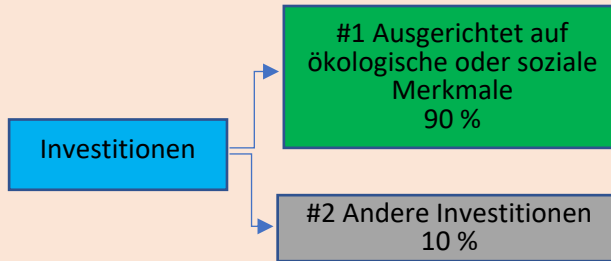 #1 Ausgerichtet auf
ökologische oder soziale
Merkmale
90 %
Investitionen
#2 Andere Investitionen
10 %